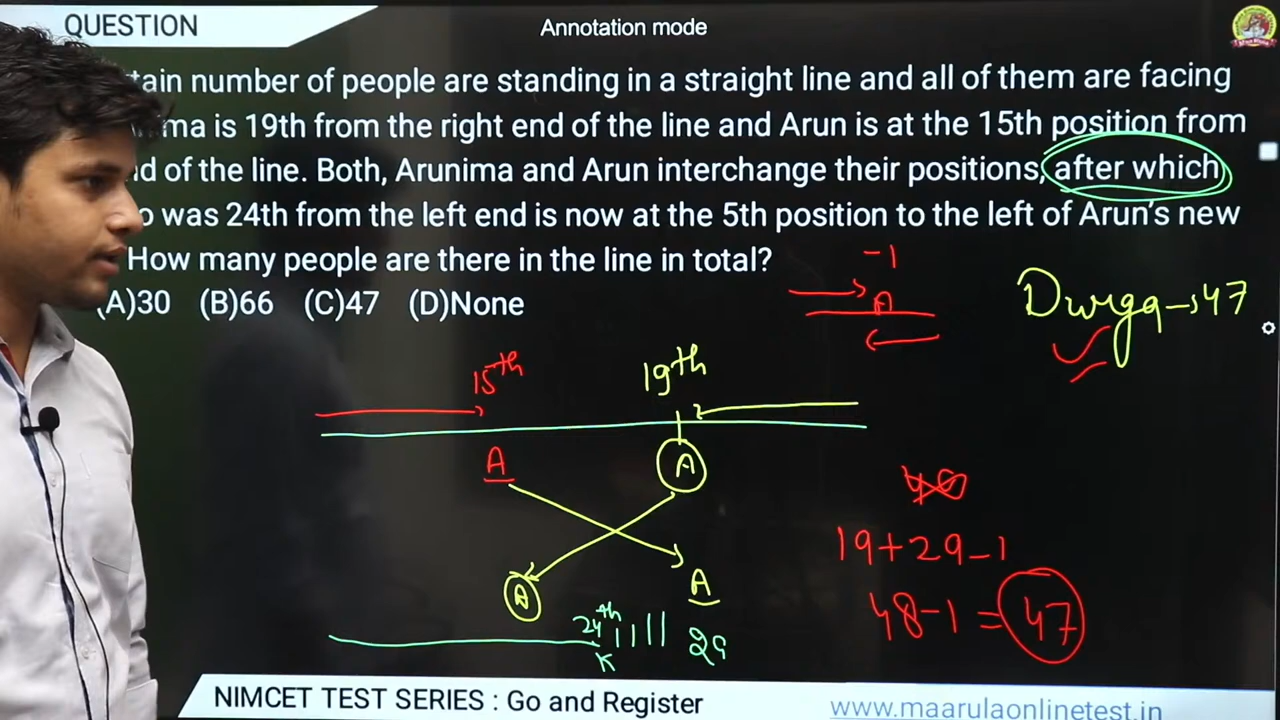 QUESTION
Annotation mode
tain number of people are standing in a straight line and all of them are facing
ma is 19th from the right end of the line and Arun is at the 15th position from
d of the line. Both, Arunima and Arun interchange their positions, after which
o was 24th from the left end is now at the 5th position to the left of Arun's new
How many people are there in the line in total?
(A)30 (B)66 (C)47 (D)None
-1
A
Durga→47
15th 19th
A A
19+29-1
A A
48-1=47
24th
K 29
NIMCET TEST SERIES : Go and Register
www.maarulaonlinetest.in